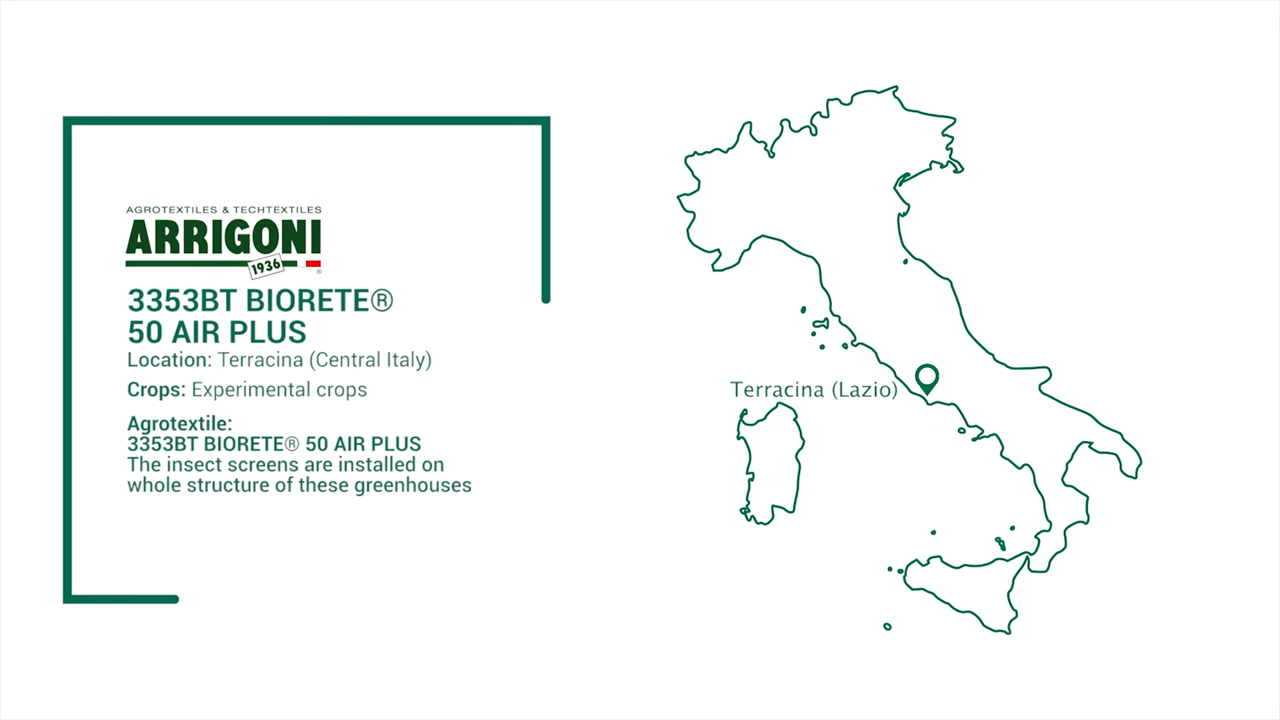 AGROTEXTILES & TECHTEXTILES
ARRIGONI
1936
®
3353BT BIORETE®
50 AIR PLUS
Location: Terracina (Central Italy)
Crops: Experimental crops
Agrotextile:
3353BT BIORETE® 50 AIR PLUS
The insect screens are installed on
whole structure of these greenhouses
Terracina (Lazio)